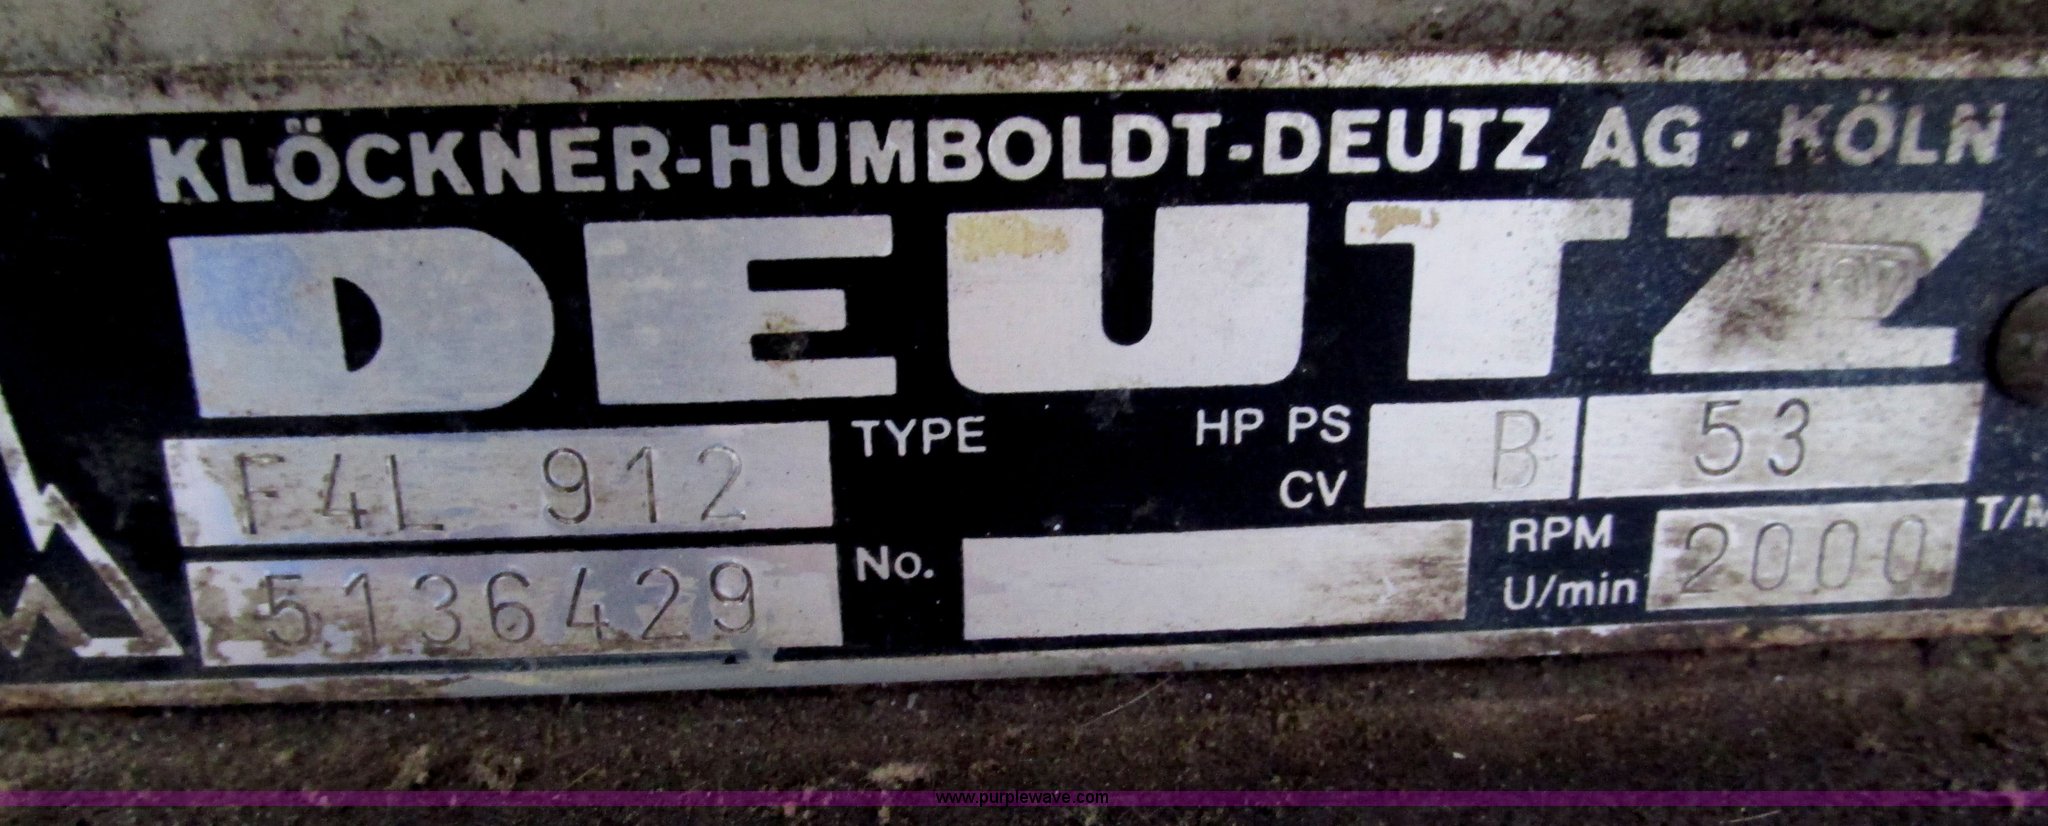 KLÖCKNER-HUMBOLDT-DEUTZ AG · KÖLN
DEUTZ
F4L 912 TYPE HP PS B 53
CV
5136429 No. RPM 2000 T/M
U/min
www.purplewave.com